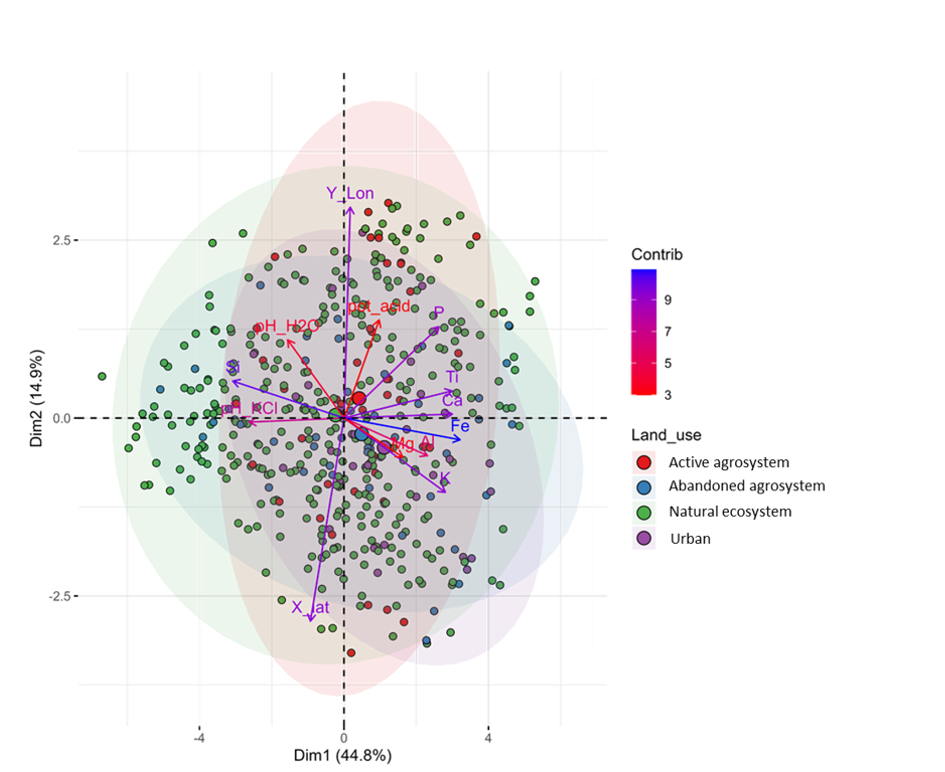 Y_Lon
pct_acid
P
pH_H2O
Si
Ti
Ca
pH_KCl
Fe
Mg
Al
K
X_lat
2.5
0.0
-2.5
-4
0
4
Dim1 (44.8%)
Dim2 (14.9%)
Contrib
9
7
5
3
Land_use
Active agrosystem
Abandoned agrosystem
Natural ecosystem
Urban